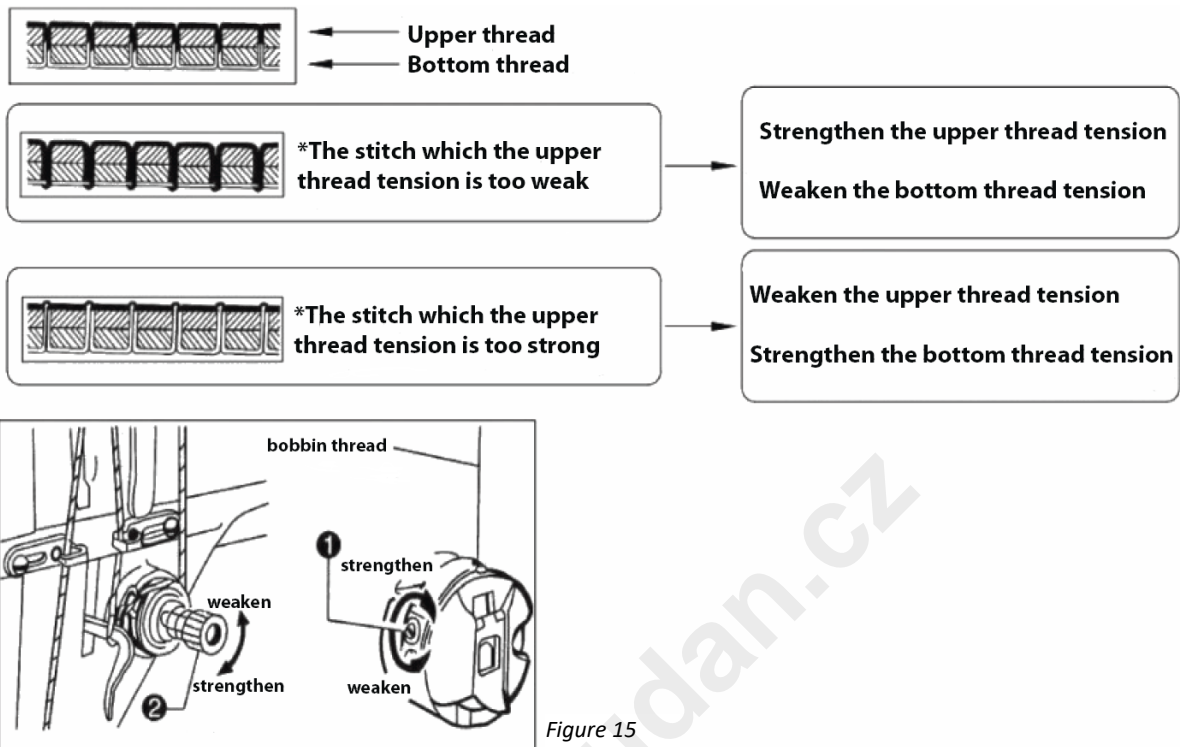 Upper thread
Bottom thread
*The stitch which the upper
thread tension is too weak
Strengthen the upper thread tension
Weaken the bottom thread tension
*The stitch which the upper
thread tension is too strong
Weaken the upper thread tension
Strengthen the bottom thread tension
bobbin thread
1
strengthen
weaken
strengthen
weaken
2
Figure 15
udan.cz